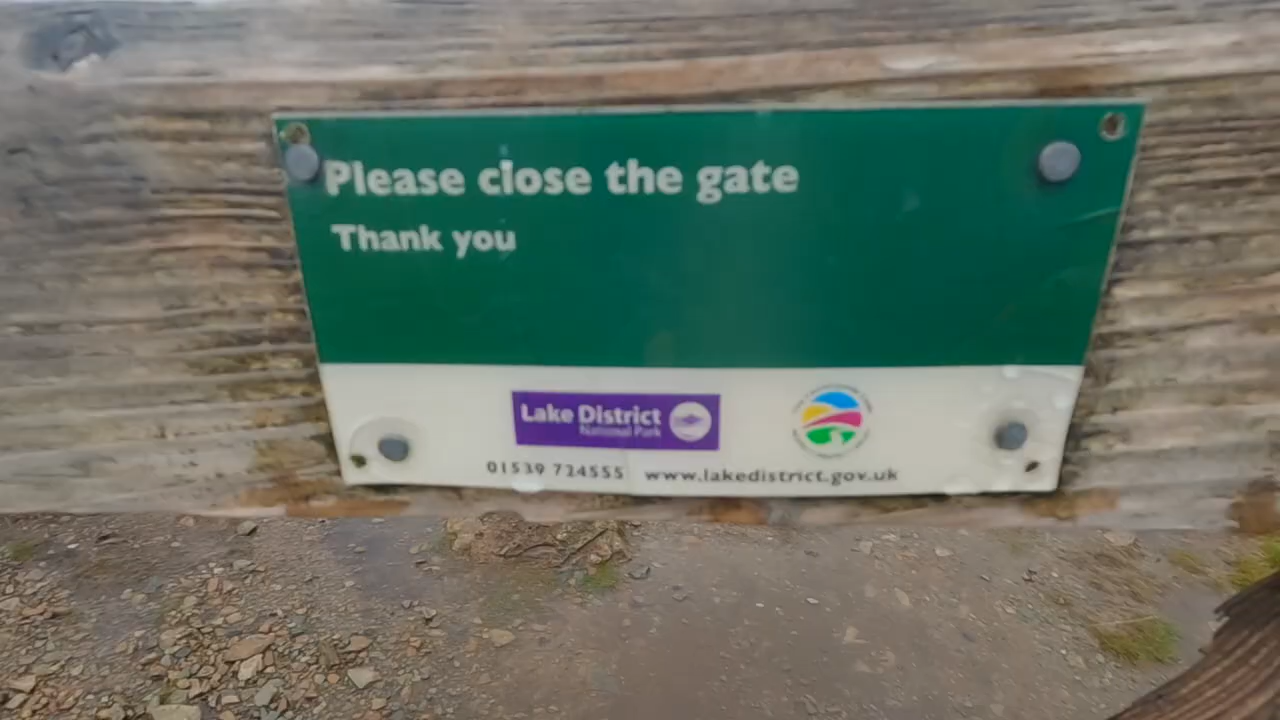 Please close the gate
Thank you
Lake District
National Park
01539 724555 www.lakedistrict.gov.uk